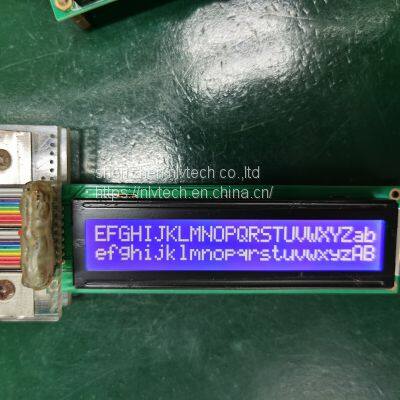 shenzhen nlvtech co.,ltd
https://nlvtech.en.china.cn/
EFGHIJKLMNOPQRSTUVWXYZab
efghijklmnopqrstuvwxyzAB